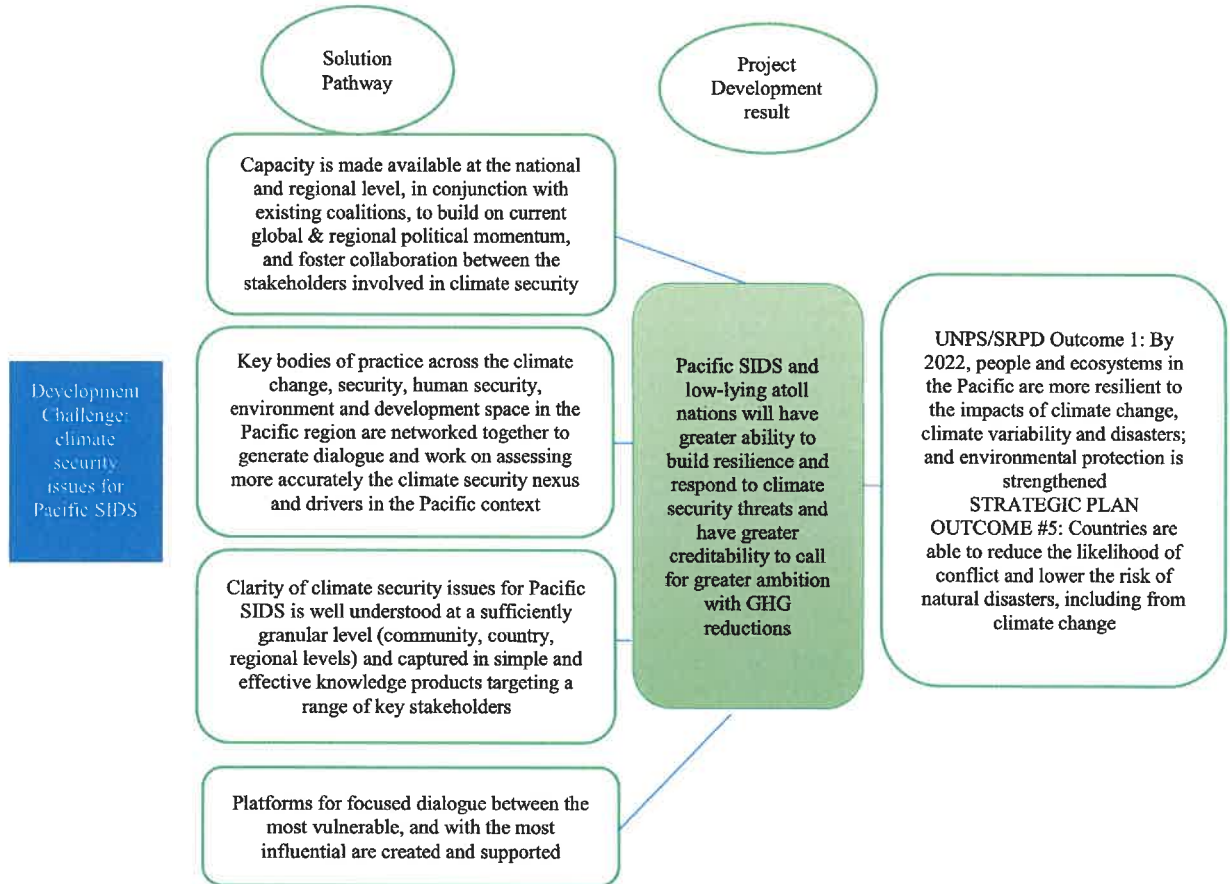 Solution
Pathway
Project
Development
result
Capacity is made available at the national
and regional level, in conjunction with
existing coalitions, to build on current
global & regional political momentum,
and foster collaboration between the
stakeholders involved in climate security
Development
Challenge:
climate
security
issues for
Pacific SIDS
Key bodies of practice across the climate
change, security, human security,
environment and development space in the
Pacific region are networked together to
generate dialogue and work on assessing
more accurately the climate security nexus
and drivers in the Pacific context
Clarity of climate security issues for Pacific
SIDS is well understood at a sufficiently
granular level (community, country,
regional levels) and captured in simple and
effective knowledge products targeting a
range of key stakeholders
Platforms for focused dialogue between the
most vulnerable, and with the most
influential are created and supported
Pacific SIDS and
low-lying atoll
nations will have
greater ability to
build resilience and
respond to climate
security threats and
have greater
creditability to call
for greater ambition
with GHG
reductions
UNPS/SRPD Outcome 1: By
2022, people and ecosystems in
the Pacific are more resilient to
the impacts of climate change,
climate variability and disasters;
and environmental protection is
strengthened
STRATEGIC PLAN
OUTCOME #5: Countries are
able to reduce the likelihood of
conflict and lower the risk of
natural disasters, including from
climate change